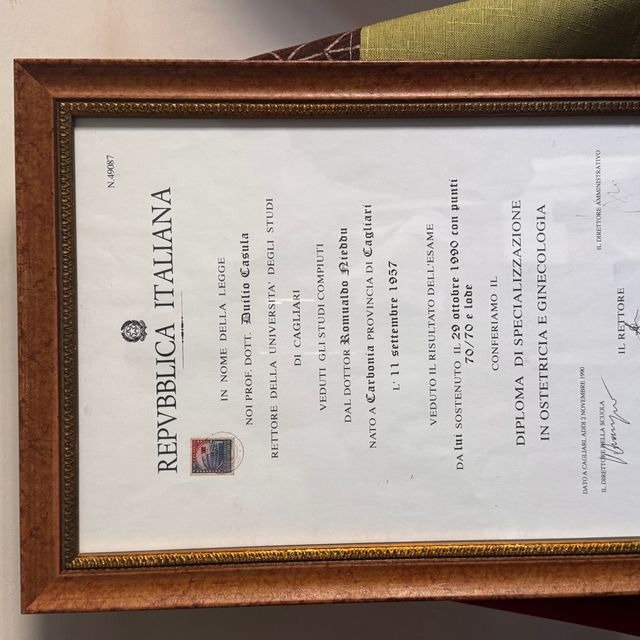 N.49087
REPVBBLICA ITALIANA
IN NOME DELLA LEGGE
NOI PROF. DOTT. Duilio Casula
RETTORE DELLA UNIVERSITA' DEGLI STUDI
DI CAGLIARI
VEDUTI GLI STUDI COMPIUTI
DAL DOTTOR Romualdo Nieddu
NATO A Carbonia PROVINCIA DI Cagliari
L' 11 settembre 1957
VEDUTO IL RISULTATO DELL'ESAME
DA lui SOSTENUTO IL 29 ottobre 1990 con punti
70/70 e lode
CONFERIAMO IL
DIPLOMA DI SPECIALIZZAZIONE
IN OSTETRICIA E GINECOLOGIA
DATO A CAGLIARI, ADDI 2 NOVEMBRE 1990
IL DIRETTORE DELLA SCUOLA
IL RETTORE
IL DIRETTORE AMMINISTRATIVO